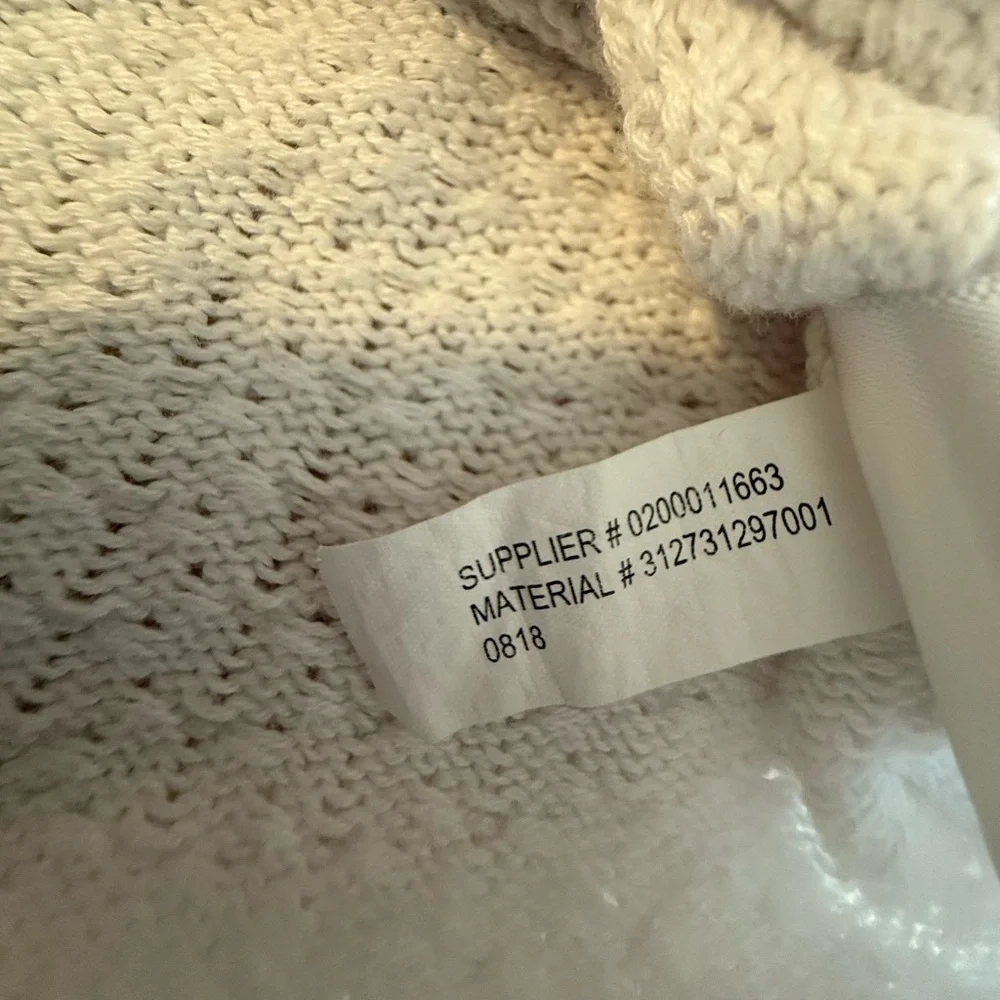 SUPPLIER # 0200011663
MATERIAL # 312731297001
0818